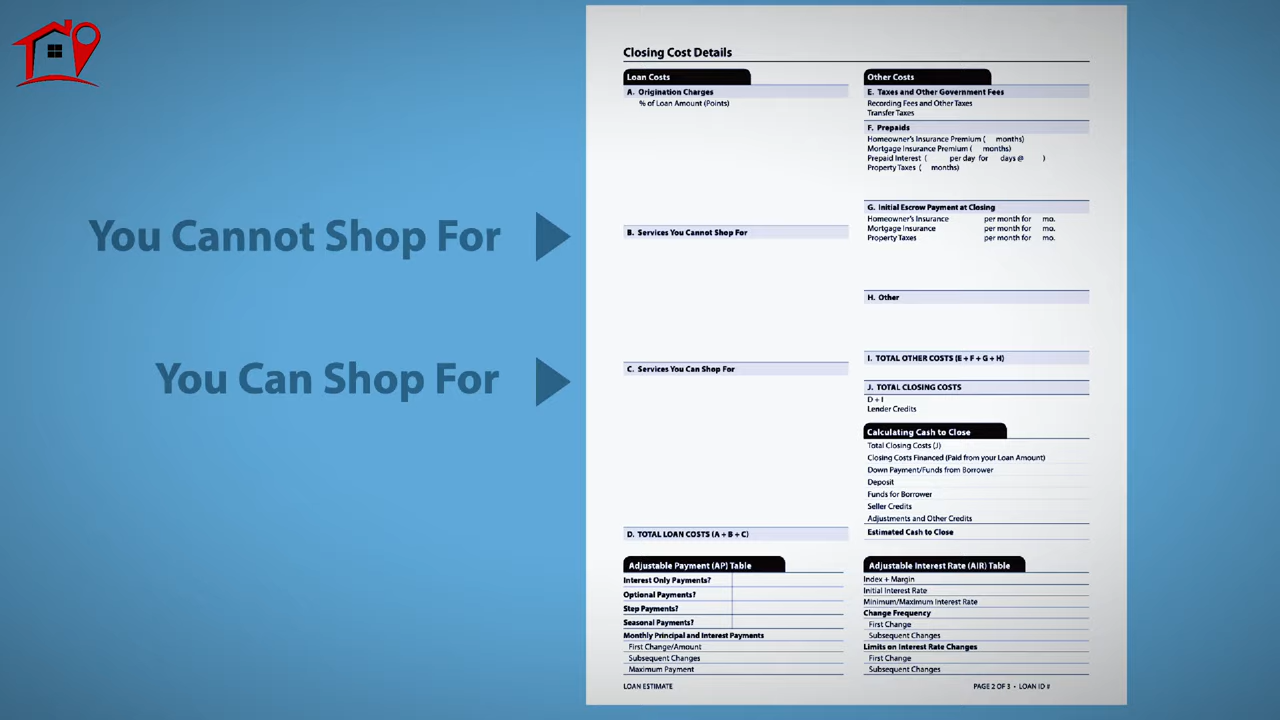 You Cannot Shop For
You Can Shop For
Closing Cost Details
Loan Costs
A. Origination Charges
% of Loan Amount (Points)
B. Services You Cannot Shop For
C. Services You Can Shop For
D. TOTAL LOAN COSTS (A + B + C)
Other Costs
E. Taxes and Other Government Fees
Recording Fees and Other Taxes
Transfer Taxes
F. Prepaids
Homeowner's Insurance Premium ( months)
Mortgage Insurance Premium ( months)
Prepaid Interest ( per day for days @ )
Property Taxes ( months)
G. Initial Escrow Payment at Closing
Homeowner's Insurance per month for mo.
Mortgage Insurance per month for mo.
Property Taxes per month for mo.
H. Other
I. TOTAL OTHER COSTS (E + F + G + H)
J. TOTAL CLOSING COSTS
D + I
Lender Credits
Calculating Cash to Close
Total Closing Costs (J)
Closing Costs Financed (Paid from your Loan Amount)
Down Payment/Funds from Borrower
Deposit
Funds for Borrower
Seller Credits
Adjustments and Other Credits
Estimated Cash to Close
Adjustable Payment (AP) Table
Interest Only Payments?
Optional Payments?
Step Payments?
Seasonal Payments?
Monthly Principal and Interest Payments
First Change/Amount
Subsequent Changes
Maximum Payment
Adjustable Interest Rate (AIR) Table
Index + Margin
Initial Interest Rate
Minimum/Maximum Interest Rate
Change Frequency
First Change
Subsequent Changes
Limits on Interest Rate Changes
First Change
Subsequent Changes
LOAN ESTIMATE
PAGE 2 OF 3 • LOAN ID #